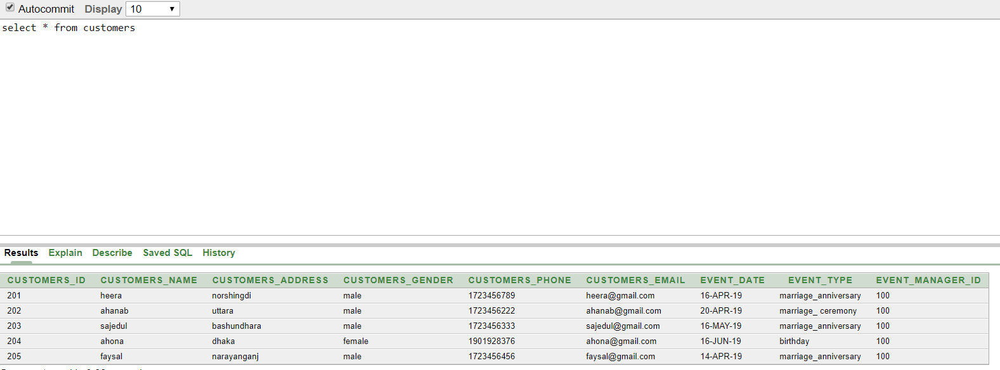 Autocommit Display 10
select * from customers
Results Explain Describe Saved SQL History
CUSTOMERS_ID CUSTOMERS_NAME CUSTOMERS_ADDRESS CUSTOMERS_GENDER CUSTOMERS_PHONE CUSTOMERS_EMAIL EVENT_DATE EVENT_TYPE EVENT_MANAGER_ID
201 heera norshingdi male 1723456789 heera@gmail.com 16-APR-19 marriage_anniversary 100
202 ahanab uttara male 1723456222 ahanab@gmail.com 20-APR-19 marriage_ ceremony 100
203 sajedul bashundhara male 1723456333 sajedul@gmail.com 16-MAY-19 marriage_anniversary 100
204 ahona dhaka female 1901928376 ahona@gmail.com 16-JUN-19 birthday 100
205 faysal narayanganj male 1723456456 faysal@gmail.com 14-APR-19 marriage_anniversary 100